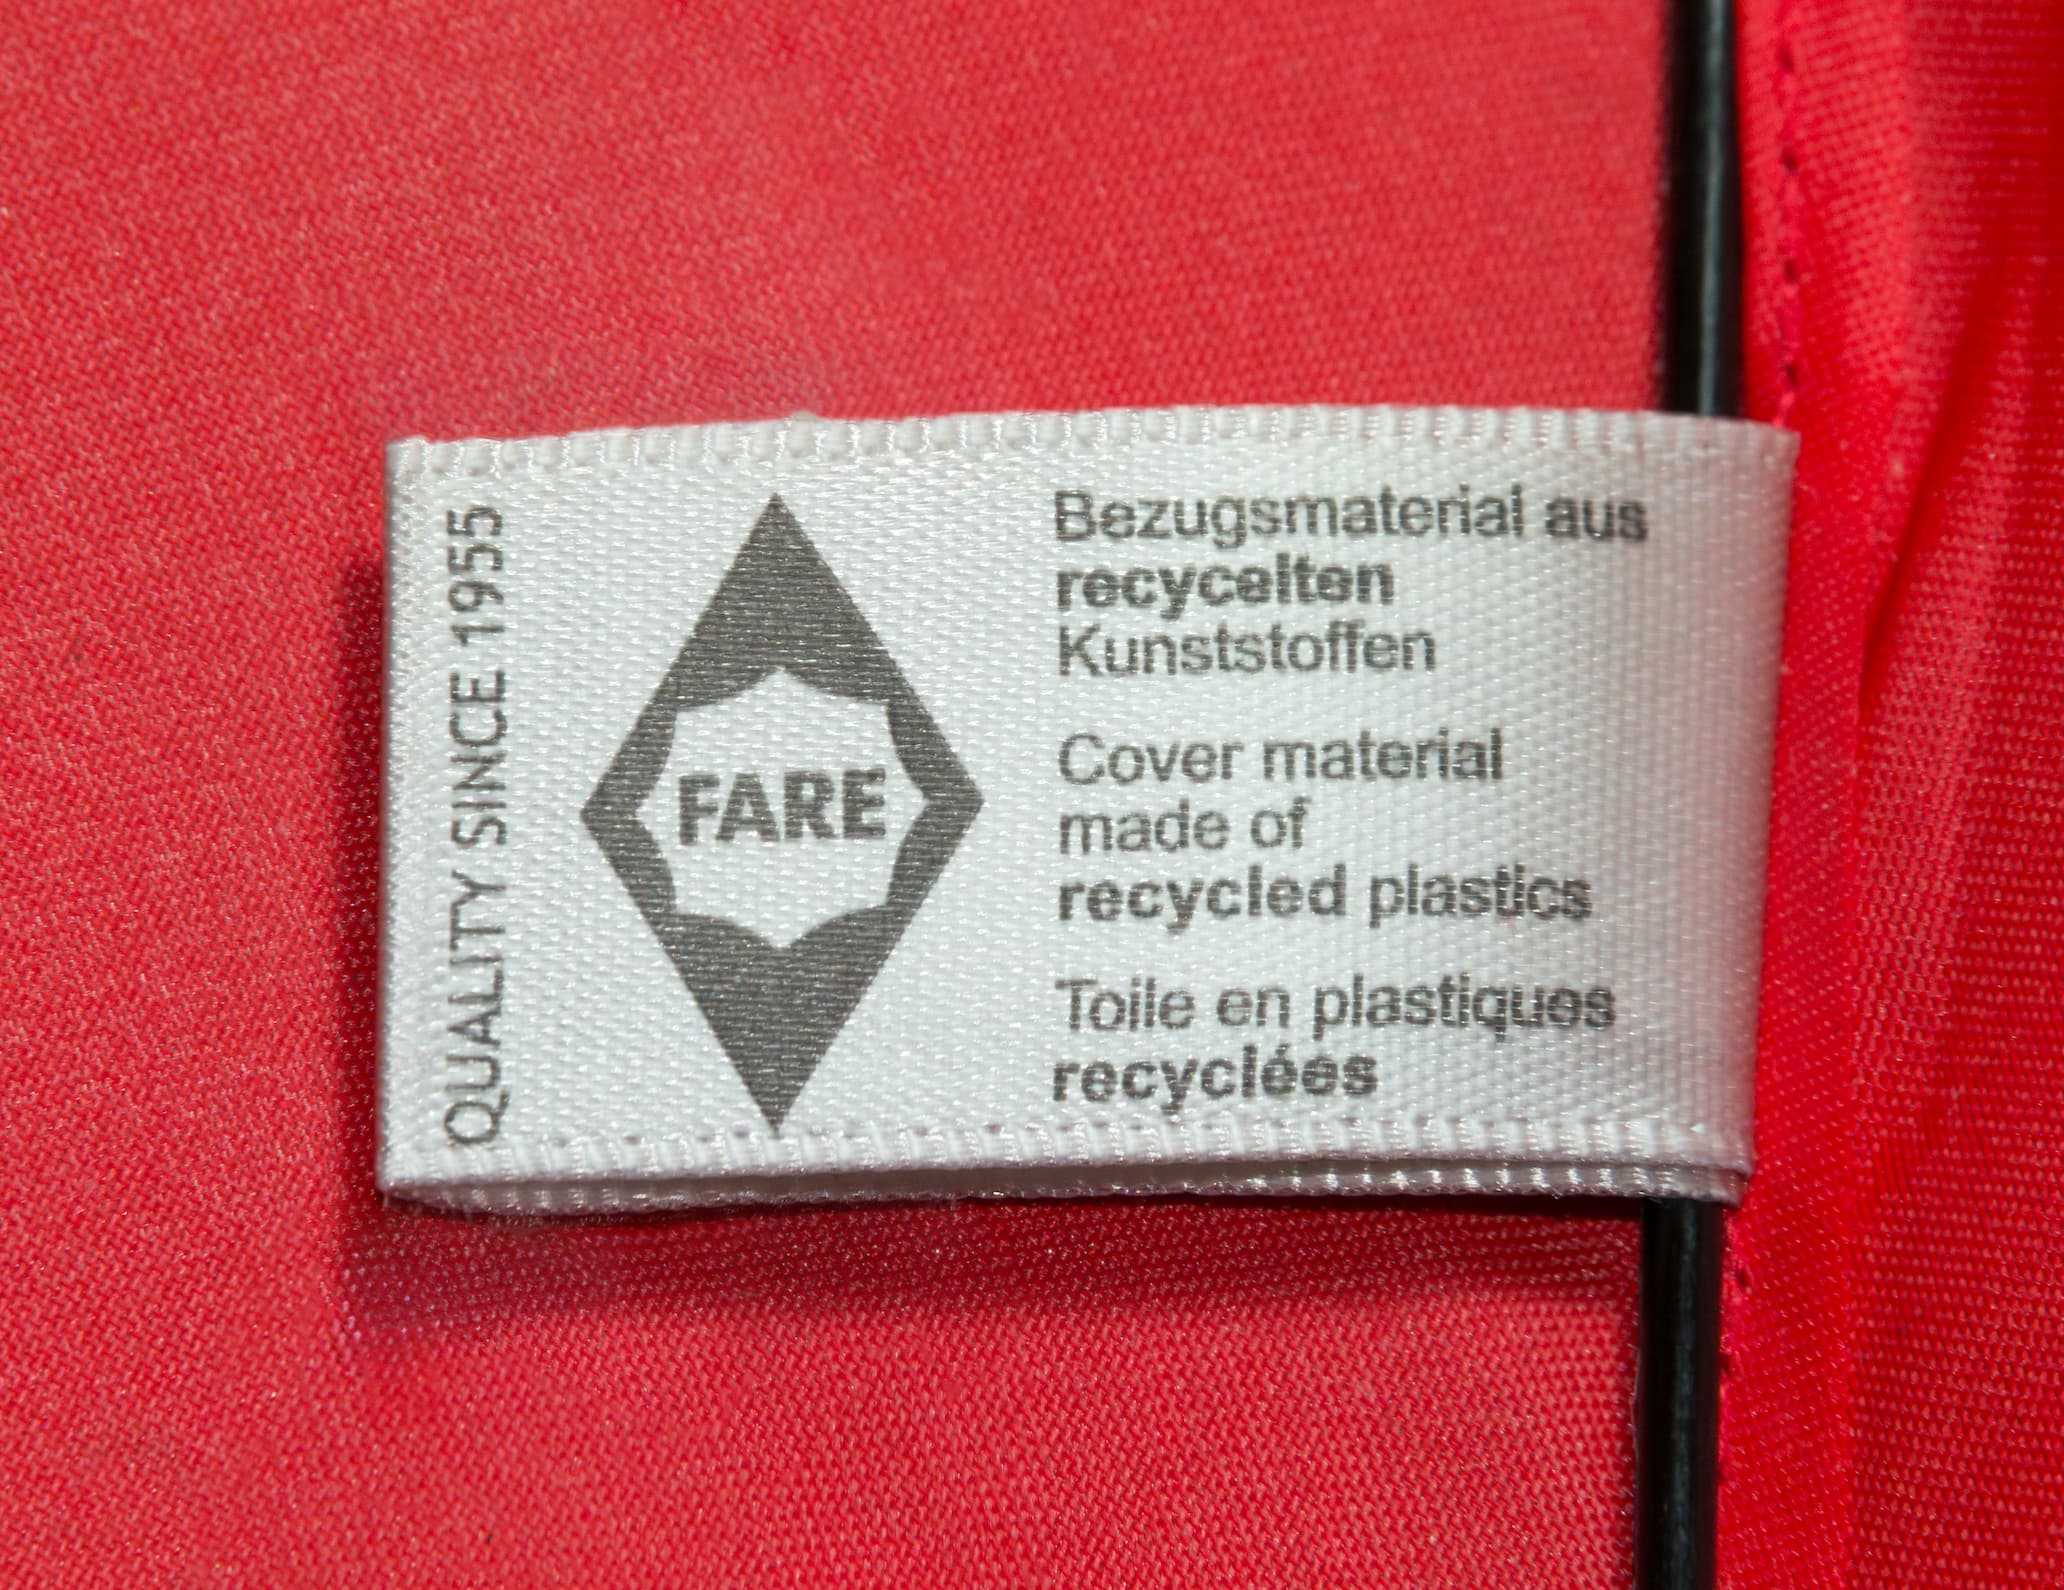 QUALITY SINCE 1955
FARE
Bezugsmaterial aus
recycelten
Kunststoffen
Cover material
made of
recycled plastics
Toile en plastiques
recyclées